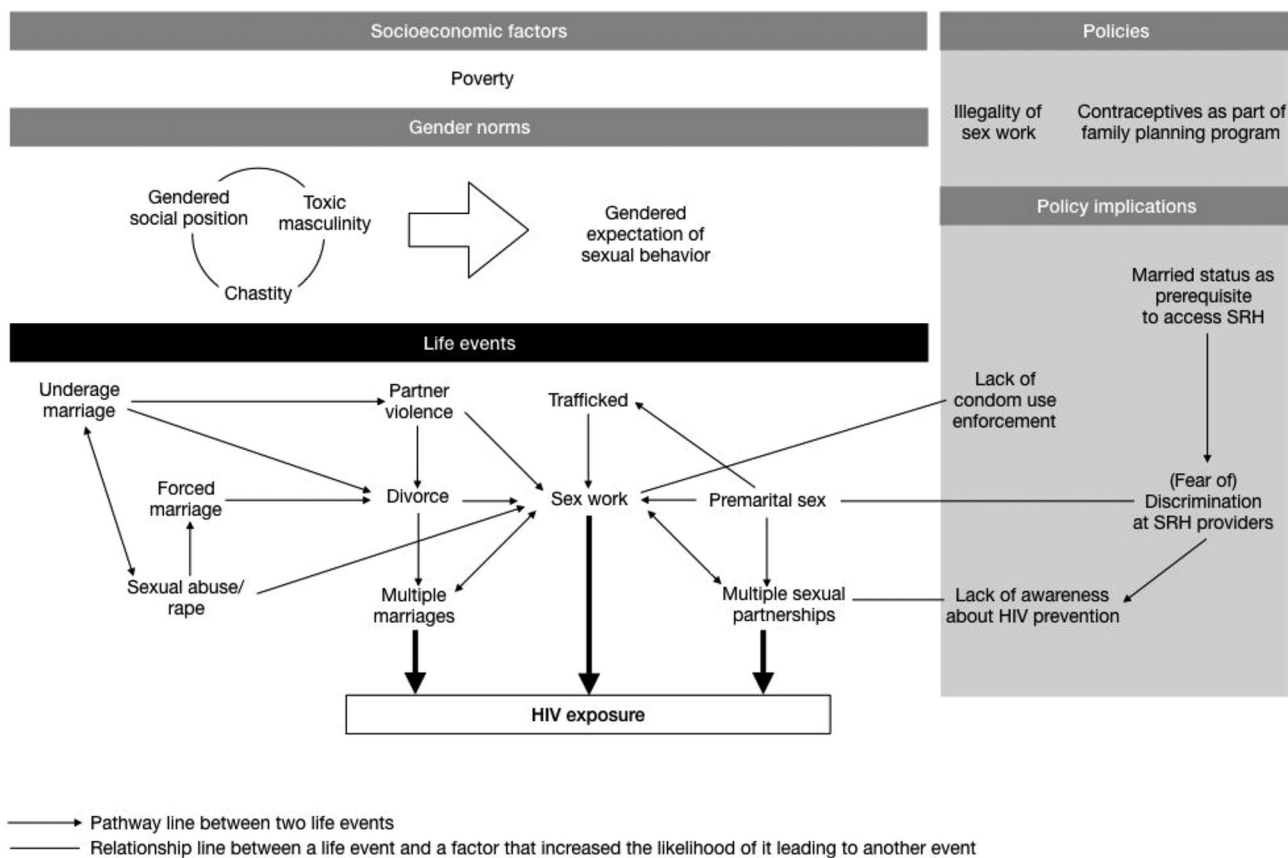 Socioeconomic factors
Poverty
Gender norms
Gendered
social position
Toxic
masculinity
Chastity
Gendered
expectation of
sexual behavior
Life events
Underage
marriage
Partner
violence
Trafficked
Forced
marriage
Divorce
Sex work
Premarital sex
Sexual abuse/
rape
Multiple
marriages
Multiple sexual
partnerships
HIV exposure
Policies
Illegality of
sex work
Contraceptives as part of
family planning program
Policy implications
Married status as
prerequisite
to access SRH
Lack of
condom use
enforcement
(Fear of)
Discrimination
at SRH providers
Lack of awareness
about HIV prevention
Pathway line between two life events
Relationship line between a life event and a factor that increased the likelihood of it leading to another event